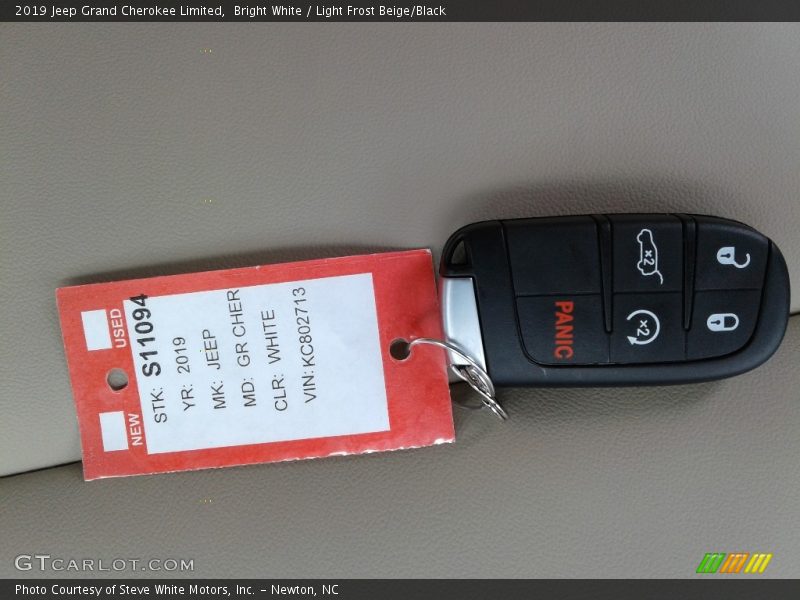 2019 Jeep Grand Cherokee Limited,  Bright White / Light Frost Beige/Black
USED
NEW
STK: S11094
YR: 2019
MK: JEEP
MD: GR CHER
CLR: WHITE
VIN: KC802713
PANIC
x2
x2
GTCARLOT.COM
Photo Courtesy of Steve White Motors, Inc. – Newton, NC